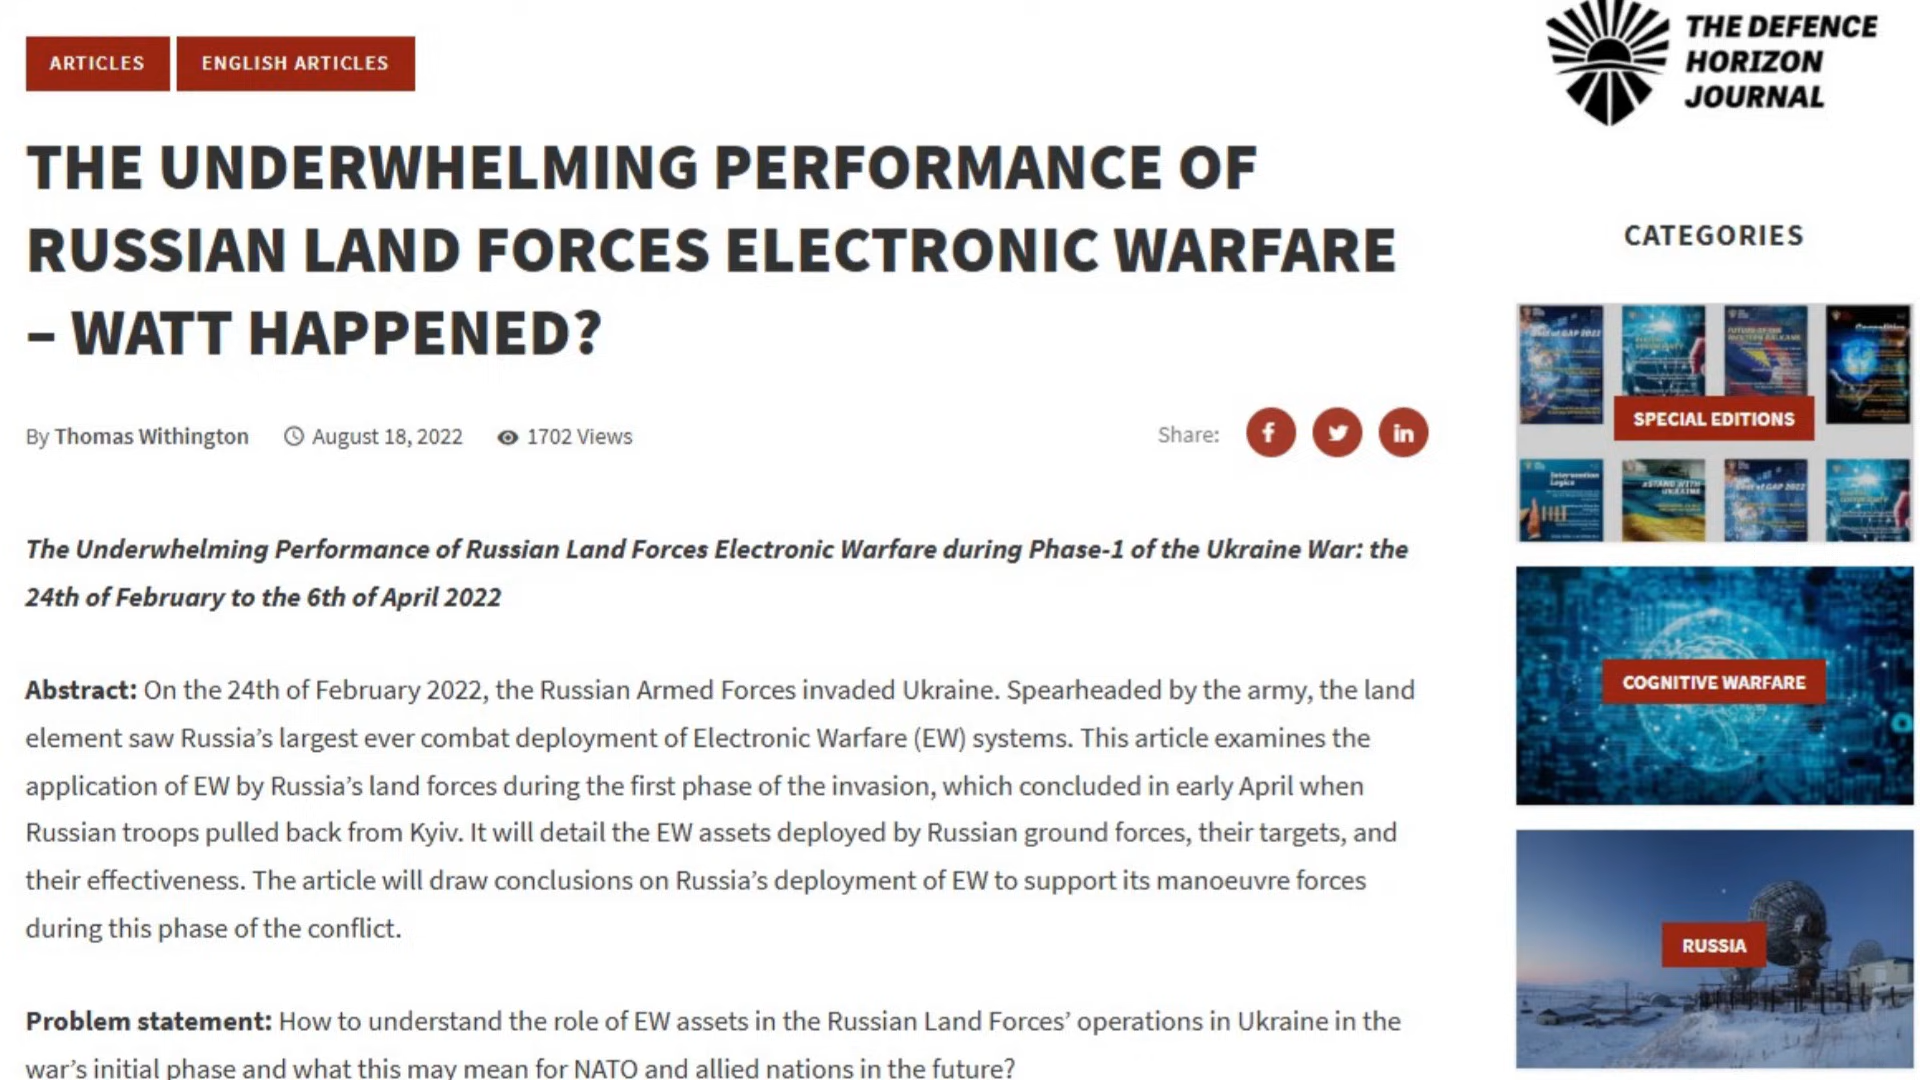 ARTICLES
ENGLISH ARTICLES
THE UNDERWHELMING PERFORMANCE OF
RUSSIAN LAND FORCES ELECTRONIC WARFARE
– WATT HAPPENED?
By Thomas Withington
August 18, 2022
1702 Views
Share:
The Underwhelming Performance of Russian Land Forces Electronic Warfare during Phase-1 of the Ukraine War: the
24th of February to the 6th of April 2022
Abstract: On the 24th of February 2022, the Russian Armed Forces invaded Ukraine. Spearheaded by the army, the land
element saw Russia’s largest ever combat deployment of Electronic Warfare (EW) systems. This article examines the
application of EW by Russia’s land forces during the first phase of the invasion, which concluded in early April when
Russian troops pulled back from Kyiv. It will detail the EW assets deployed by Russian ground forces, their targets, and
their effectiveness. The article will draw conclusions on Russia’s deployment of EW to support its manoeuvre forces
during this phase of the conflict.
Problem statement: How to understand the role of EW assets in the Russian Land Forces’ operations in Ukraine in the
war’s initial phase and what this may mean for NATO and allied nations in the future?
THE DEFENCE
HORIZON
JOURNAL
CATEGORIES
SPECIAL EDITIONS
COGNITIVE WARFARE
RUSSIA